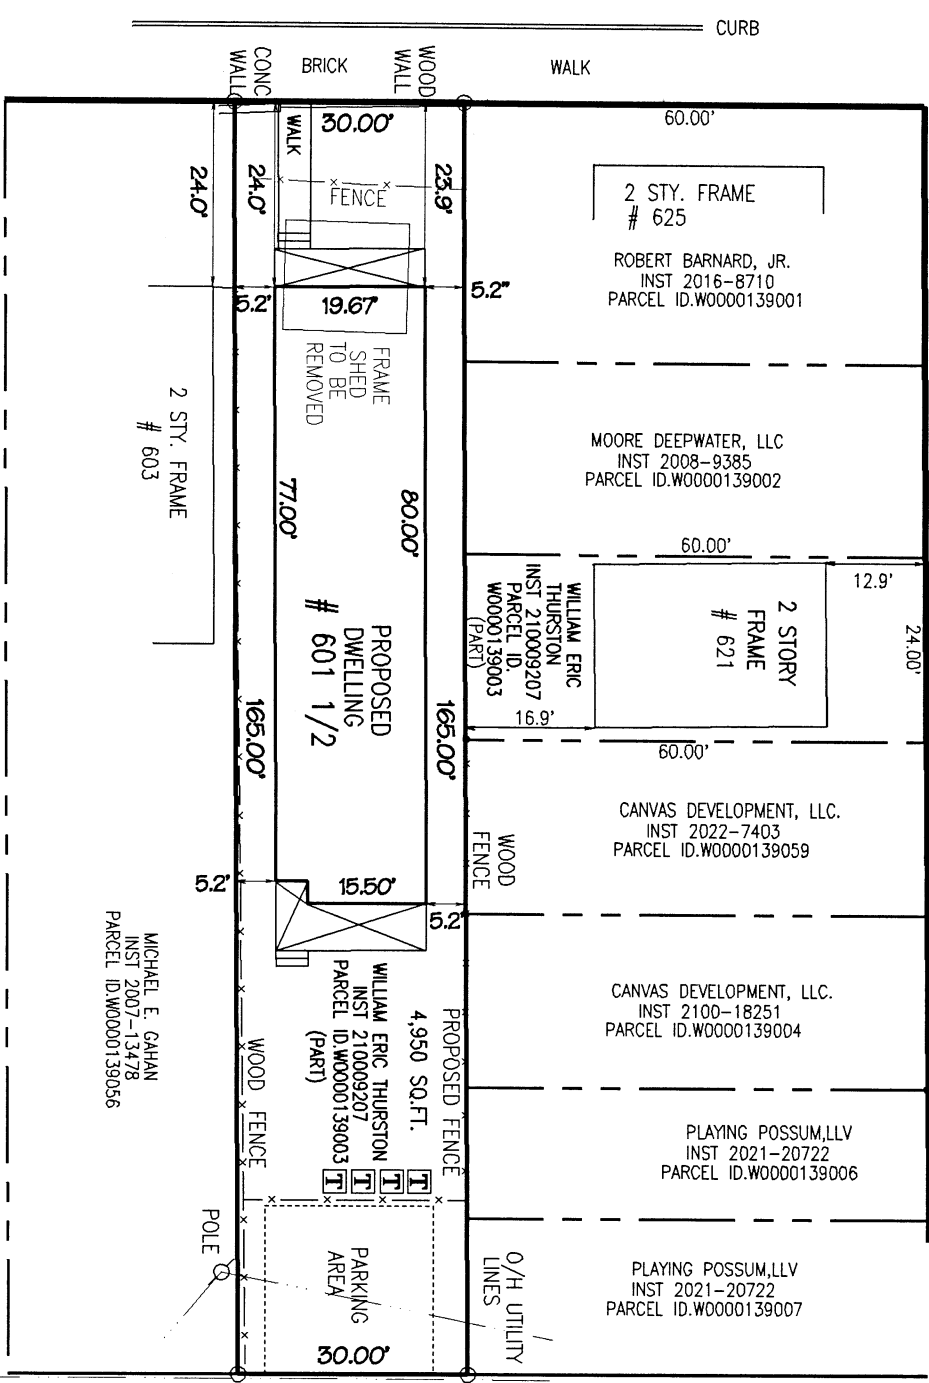 CURB
CONC
WALL
BRICK
WOOD
WALL
WALK
30.00'
60.00'
WALK
24.0'
24.0'
FENCE
23.9'
2 STY. FRAME
# 625
ROBERT BARNARD, JR.
INST 2016-8710
PARCEL ID.W0000139001
5.2'
19.67'
5.2"
FRAME
SHED
TO BE
REMOVED
2 STY. FRAME
# 603
MOORE DEEPWATER, LLC
INST 2008-9385
PARCEL ID.W0000139002
77.00'
80.00'
60.00'
12.9'
WILLIAM ERIC
THURSTON
INST 210009207
PARCEL ID.
W0000139003
(PART)
2 STORY
FRAME
# 621
24.00'
PROPOSED
DWELLING
# 601 1/2
16.9'
165.00'
165.00'
60.00'
CANVAS DEVELOPMENT, LLC.
INST 2022-7403
PARCEL ID.W0000139059
WOOD
FENCE
5.2'
15.50'
5.2'
MICHAEL E. GAHAN
INST 2007-13478
PARCEL ID.W0000139056
WILLIAM ERIC THURSTON
INST 210009207
PARCEL ID.W0000139003
(PART)
4,950 SQ.FT.
PROPOSED FENCE
CANVAS DEVELOPMENT, LLC.
INST 2100-18251
PARCEL ID.W0000139004
WOOD FENCE
PLAYING POSSUM,LLV
INST 2021-20722
PARCEL ID.W0000139006
T
T
T
T
POLE
PARKING
AREA
O/H UTILITY
LINES
PLAYING POSSUM,LLV
INST 2021-20722
PARCEL ID.W0000139007
30.00'